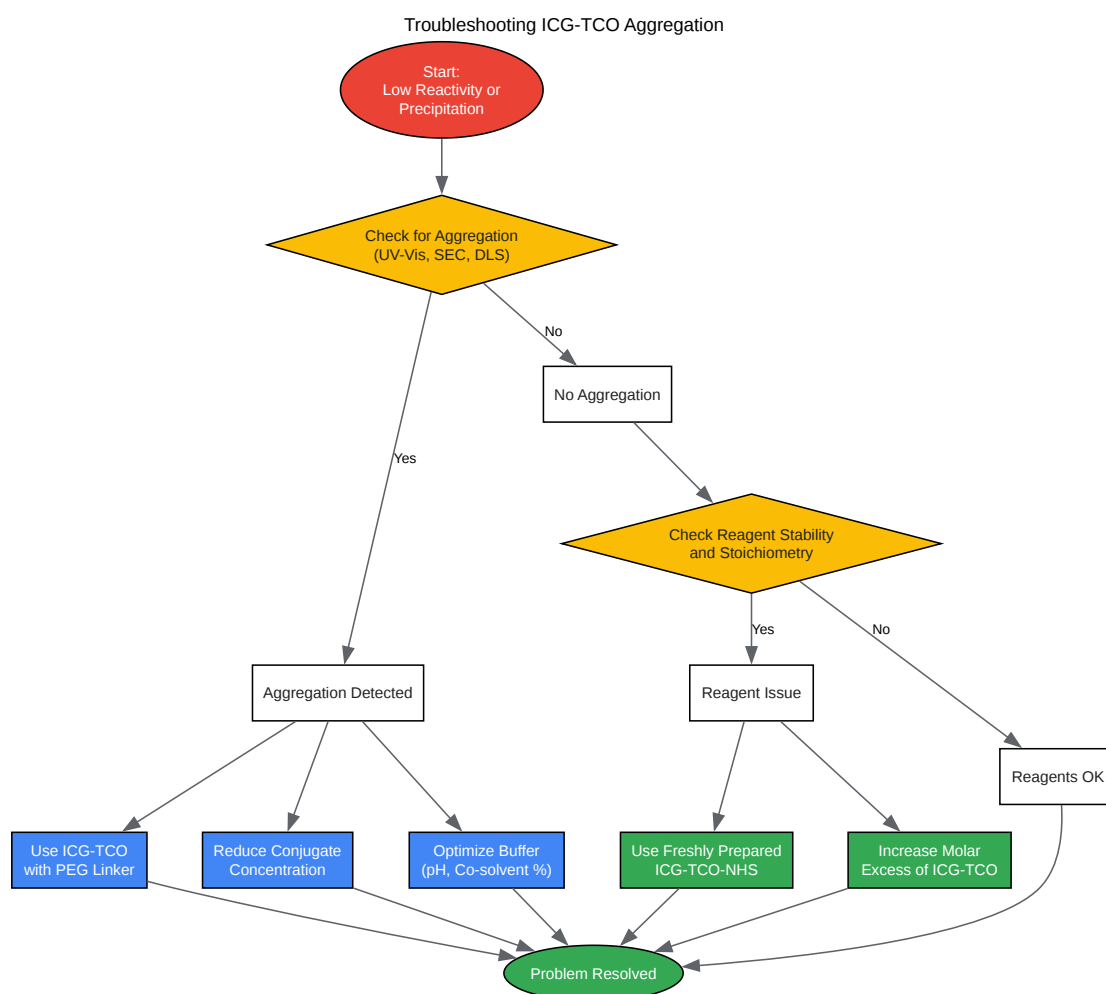 Troubleshooting ICG-TCO Aggregation
Start:
Low Reactivity or
Precipitation
Check for Aggregation
(UV-Vis, SEC, DLS)
No
No Aggregation
Yes
Check Reagent Stability
and Stoichiometry
Yes
No
Aggregation Detected
Reagent Issue
Reagents OK
Use ICG-TCO
with PEG Linker
Reduce Conjugate
Concentration
Optimize Buffer
(pH, Co-solvent %)
Use Freshly Prepared
ICG-TCO-NHS
Increase Molar
Excess of ICG-TCO
Problem Resolved